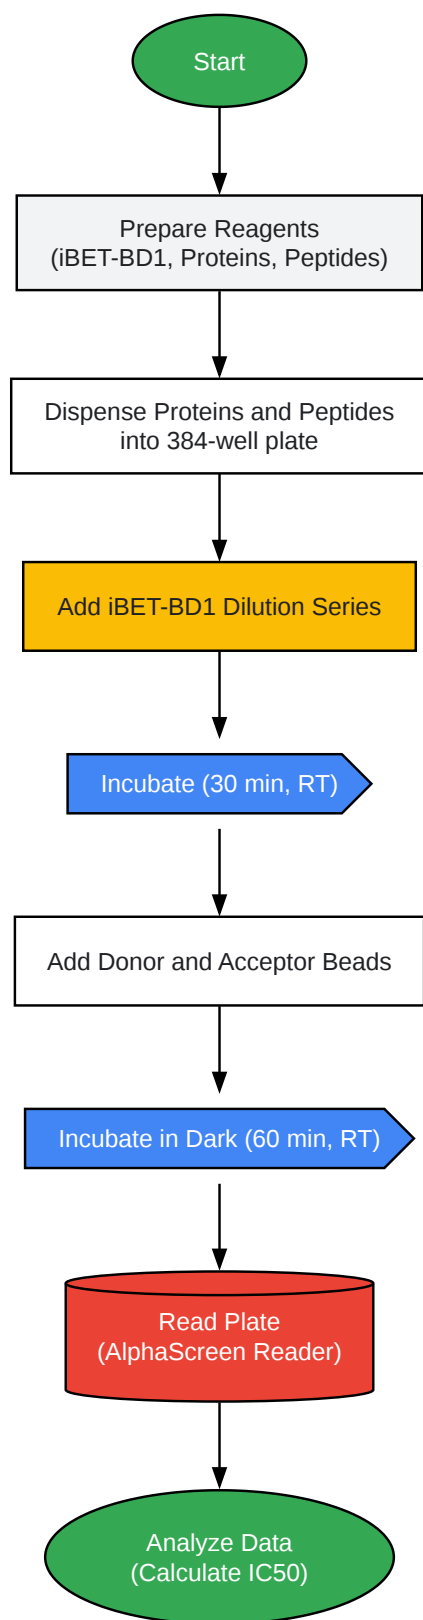 Start
Prepare Reagents
(iBET-BD1, Proteins, Peptides)
Dispense Proteins and Peptides
into 384-well plate
Add iBET-BD1 Dilution Series
Incubate (30 min, RT)
Add Donor and Acceptor Beads
Incubate in Dark (60 min, RT)
Read Plate
(AlphaScreen Reader)
Analyze Data
(Calculate IC50)